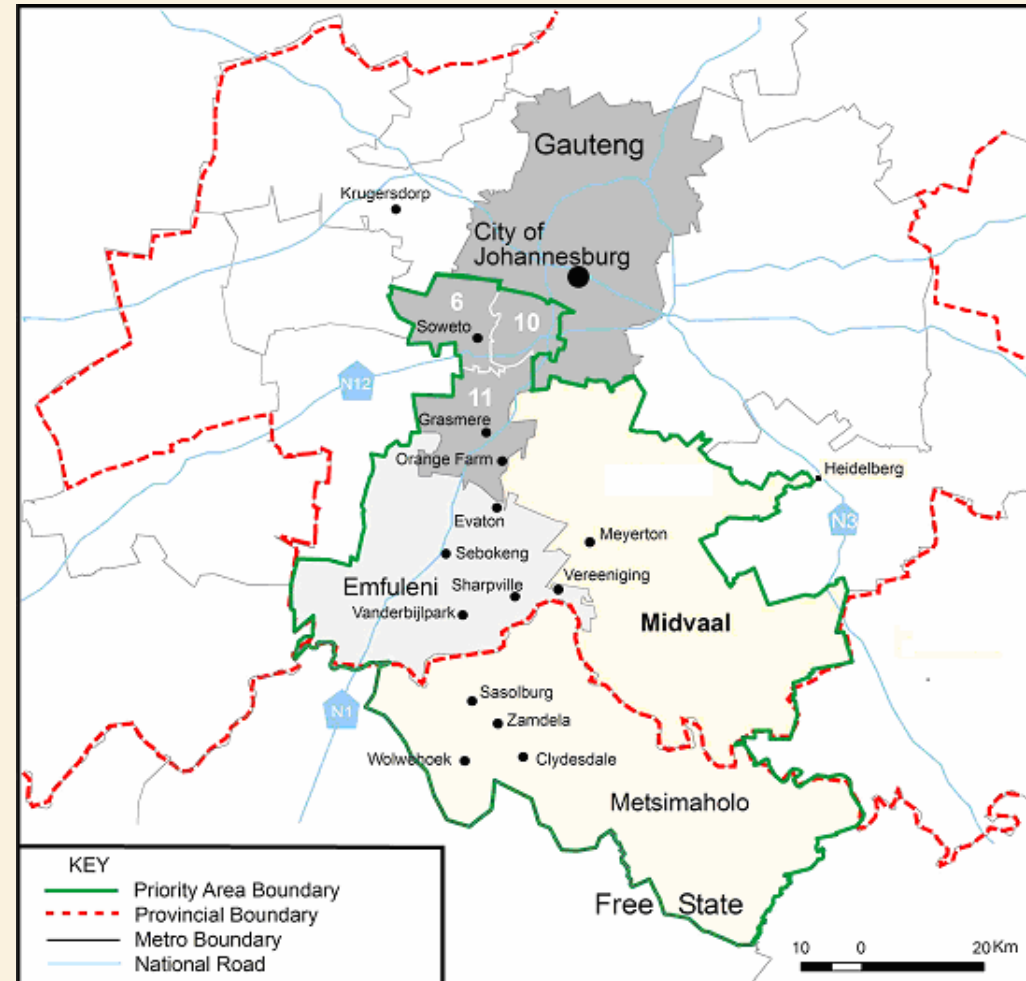 Gauteng
Krugersdorp
City of
Johannesburg
6
10
Soweto
N12
11
Grasmere
Orange Farm
Heidelberg
Evaton
N3
Meyerton
Sebokeng
Vereeniging
Emfuleni
Sharpville
Vanderbijlpark
Midvaal
Sasolburg
N1
Zamdela
Wolwehoek
Clydesdale
Metsimaholo
KEY
Priority Area Boundary
Free State
Provincial Boundary
Metro Boundary
10 0 20 Km
National Road